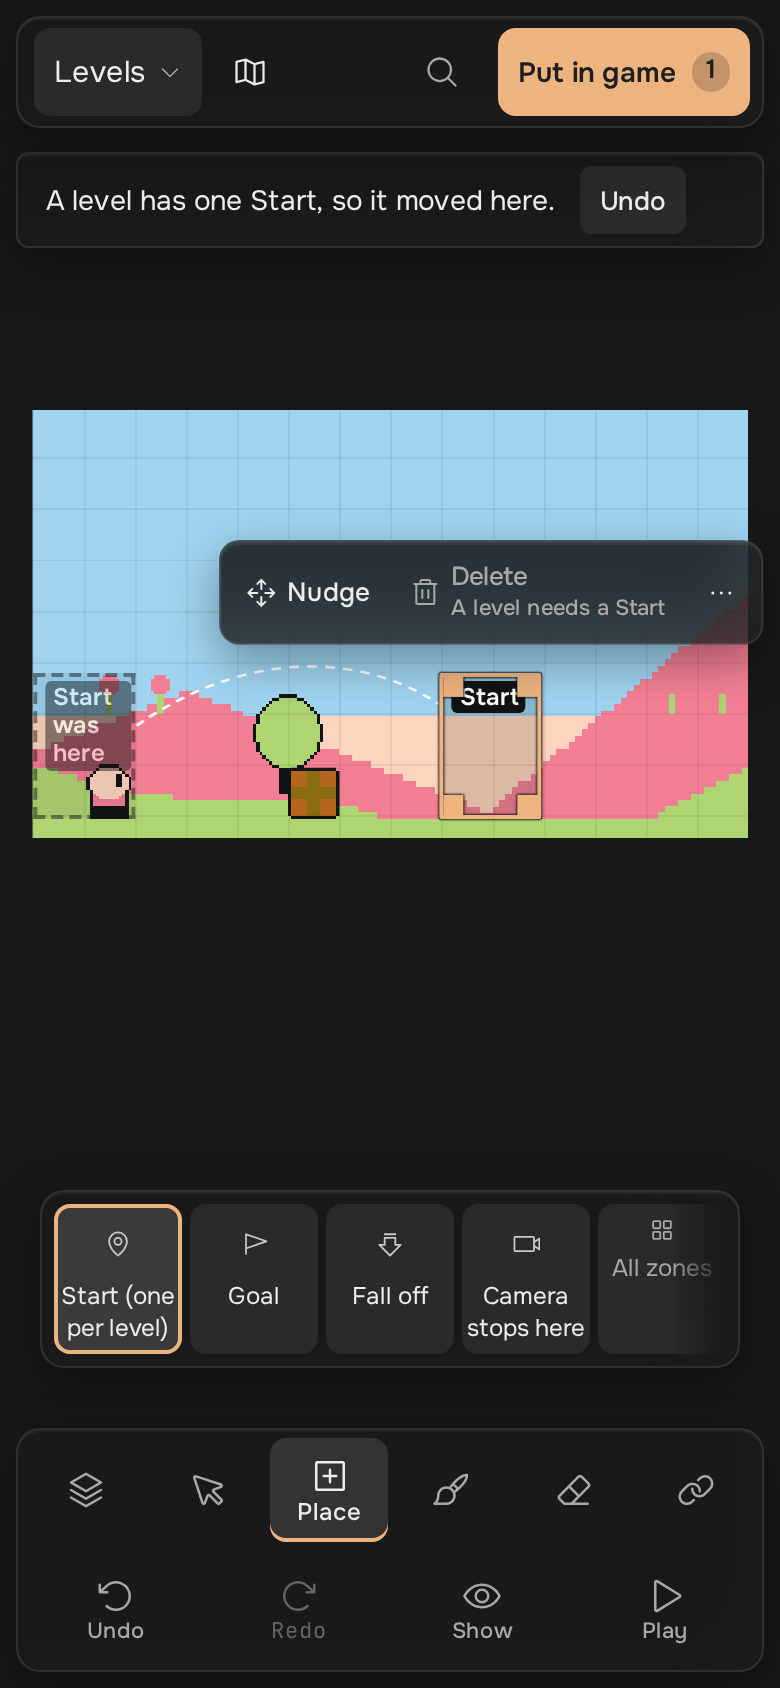 Levels
Put in game 1
A level has one Start, so it moved here. Undo
Nudge
Delete
A level needs a Start
Start
was
here
Start
Start (one
per level)
Goal
Fall off
Camera
stops here
All zones
Place
Undo
Redo
Show
Play